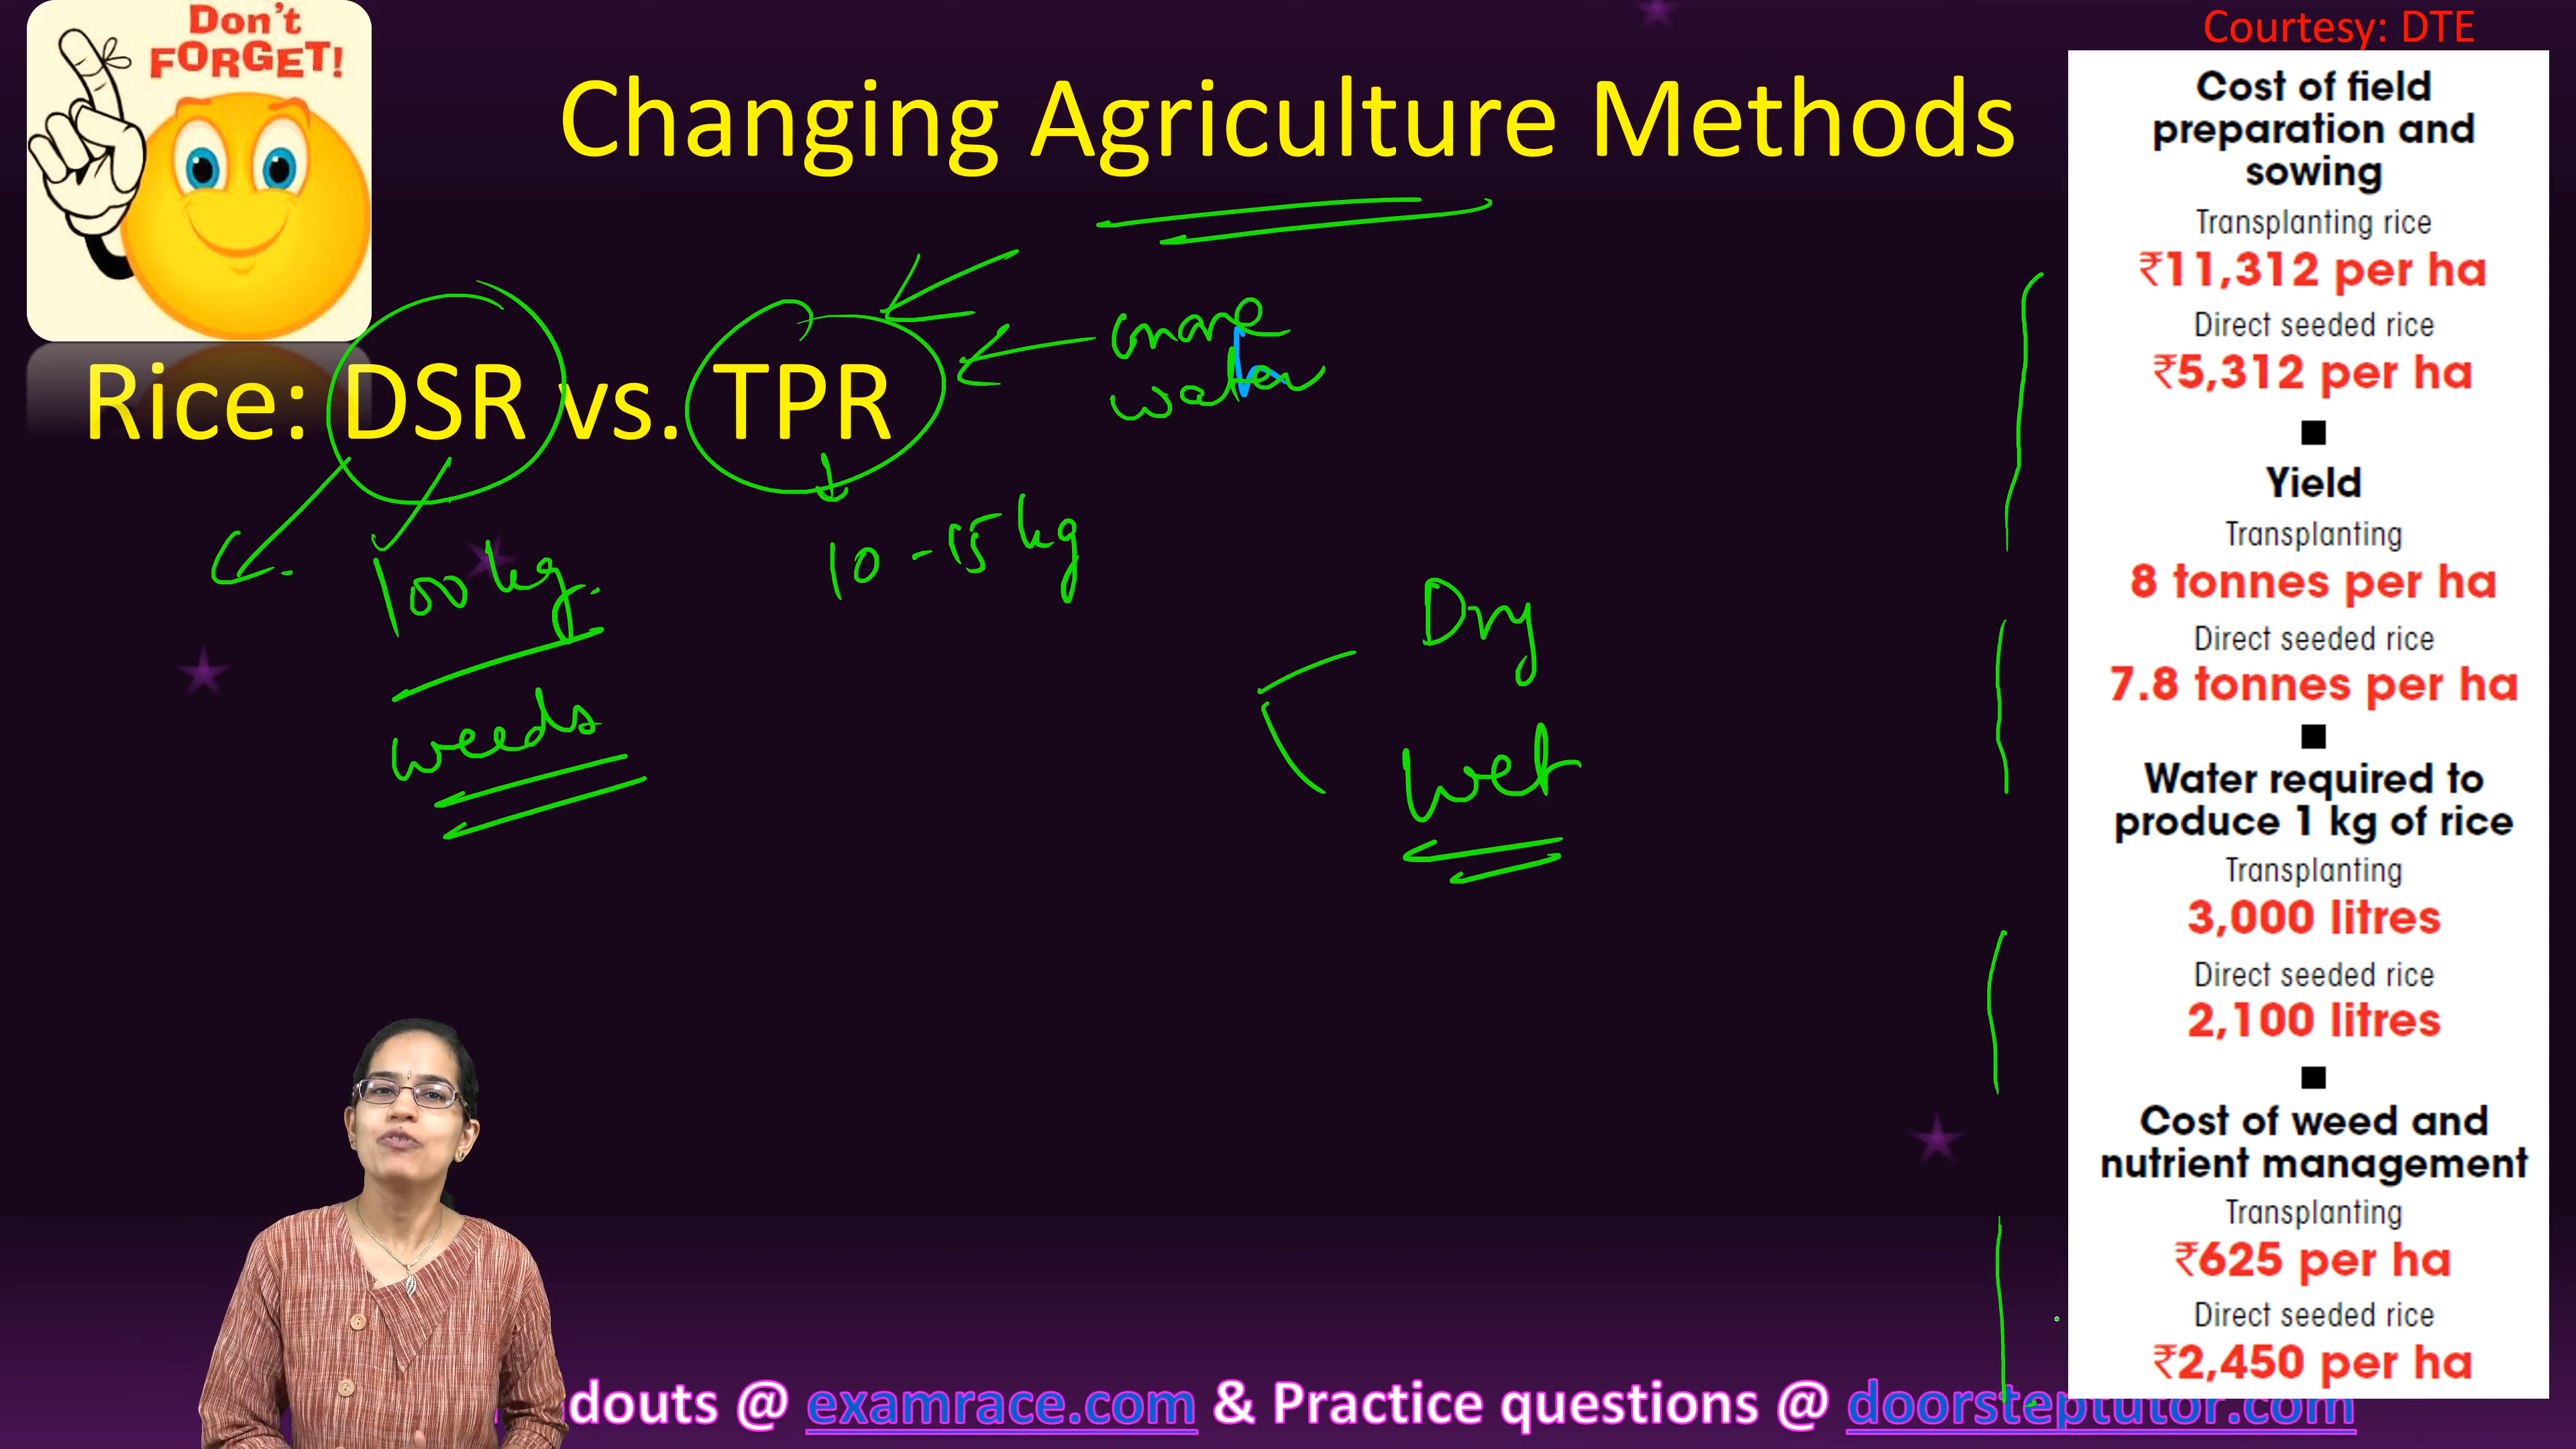 Don't
FORGET!
Changing Agriculture Methods
Courtesy: DTE
Rice: DSR vs. TPR
more
water
100 kg.
weeds
10-15 kg
Dry
Wet
Cost of field
preparation and
sowing
Transplanting rice
₹11,312 per ha
Direct seeded rice
₹5,312 per ha
Yield
Transplanting
8 tonnes per ha
Direct seeded rice
7.8 tonnes per ha
Water required to
produce 1 kg of rice
Transplanting
3,000 litres
Direct seeded rice
2,100 litres
Cost of weed and
nutrient management
Transplanting
₹625 per ha
Direct seeded rice
₹2,450 per ha
douts @ examrace.com & Practice questions @ doorsteptutor.com